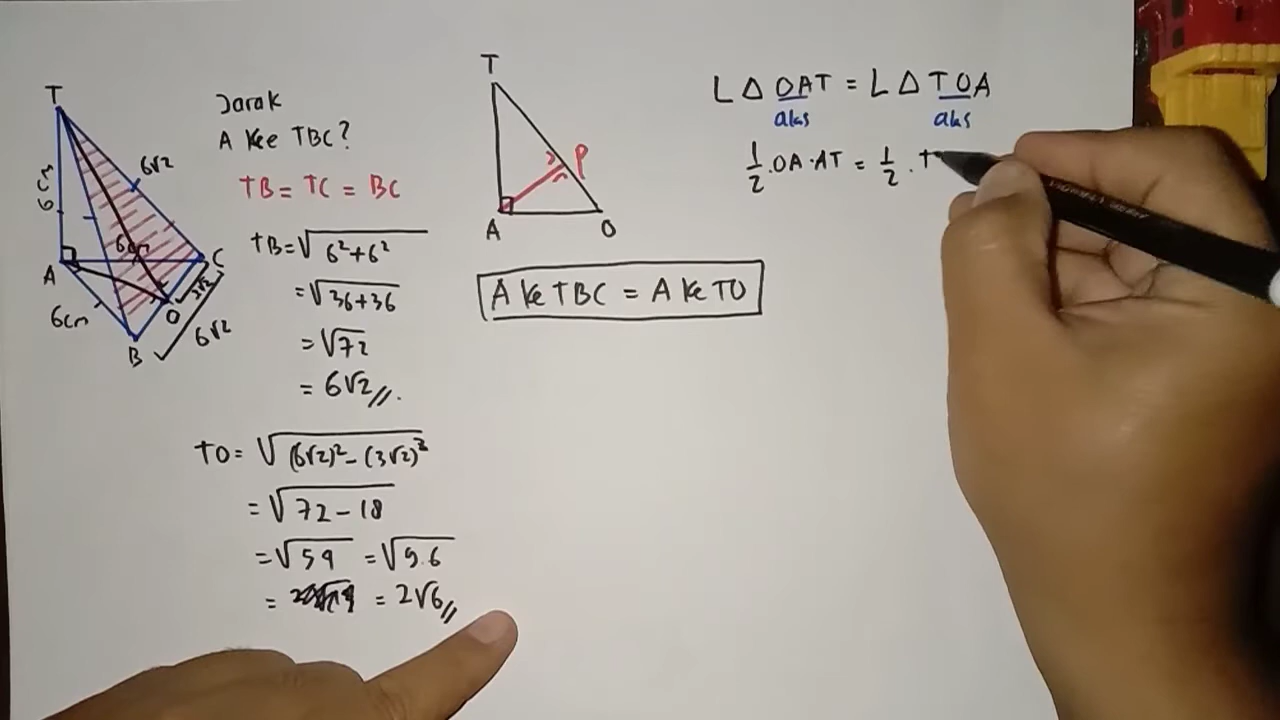 T
6cm
6√2
6cm
A
C
3√2
6cm
O
6√2
B
Jarak
A ke TBC?
TB = TC = BC
TB = √6²+6²
= √36+36
= √72
= 6√2 //.
TO = √(6√2)² - (3√2)²
= √72 - 18
= √54 = √9.6
= = 2√6 //
T
P
A
O
A ke TBC = A ke TO
L △ OAT = L △ TOA
alas alas
1/2 . OA . AT = 1/2 . T